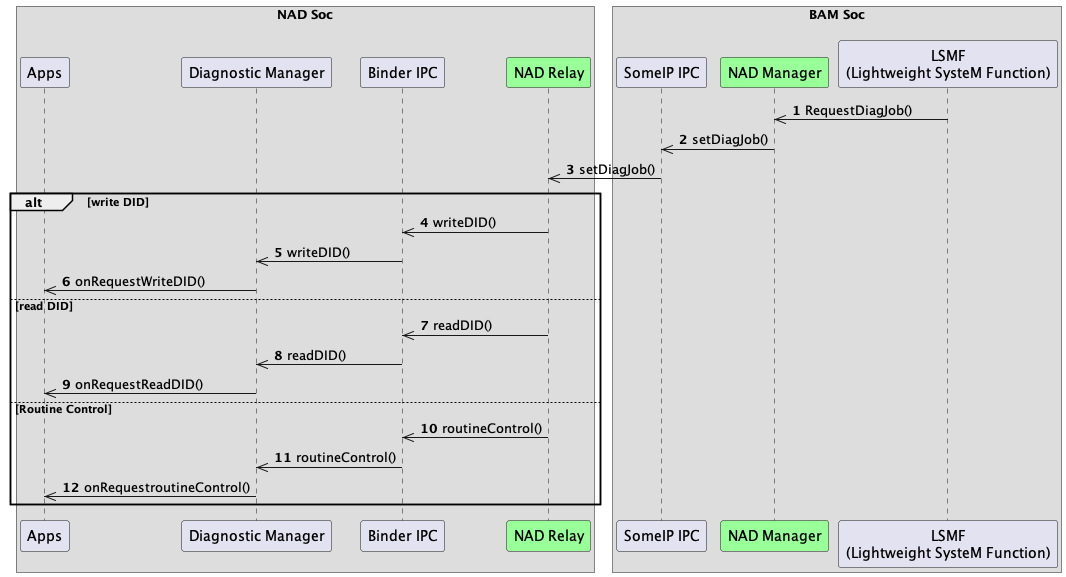 NAD Soc
BAM Soc
Apps
Diagnostic Manager
Binder IPC
NAD Relay
SomeIP IPC
NAD Manager
LSMF
(Lightweight SysteM Function)
1 RequestDiagJob()
2 setDiagJob()
3 setDiagJob()
alt [write DID]
4 writeDID()
5 writeDID()
6 onRequestWriteDID()
[read DID]
7 readDID()
8 readDID()
9 onRequestReadDID()
[Routine Control]
10 routineControl()
11 routineControl()
12 onRequestroutineControl()
Apps
Diagnostic Manager
Binder IPC
NAD Relay
SomeIP IPC
NAD Manager
LSMF
(Lightweight SysteM Function)